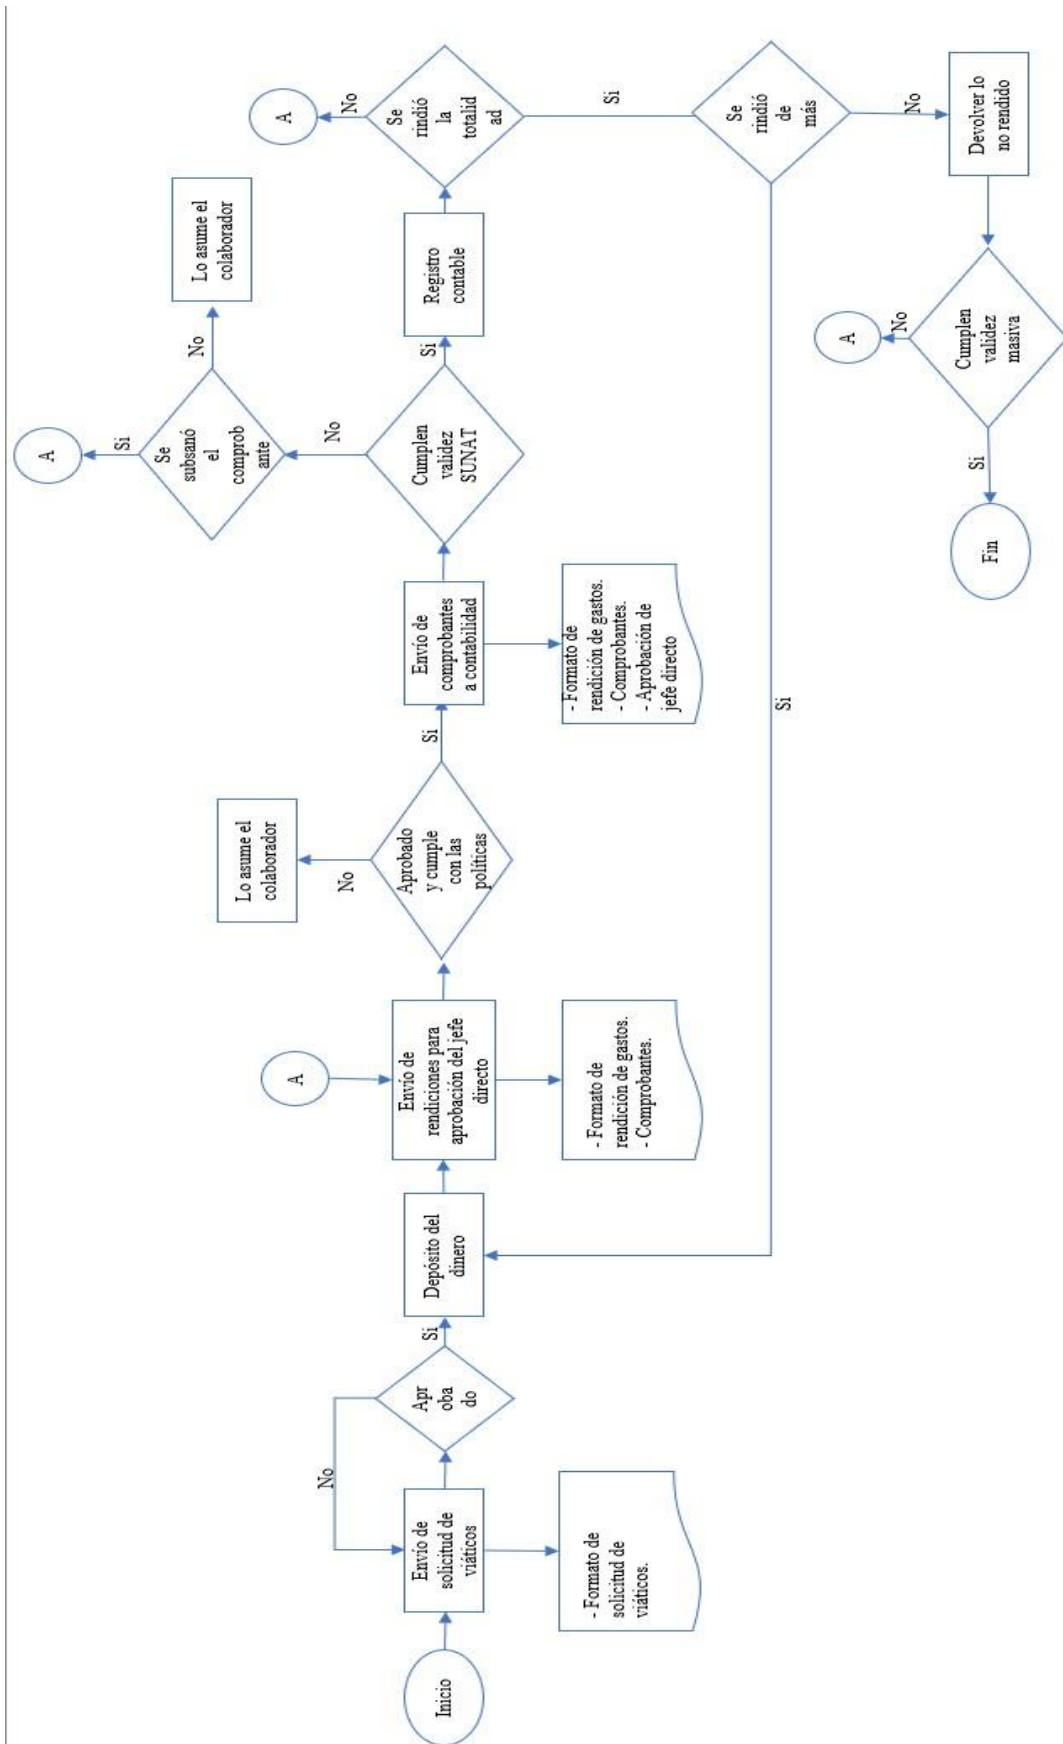 Inicio
Envío de
solicitud de
viáticos
- Formato de
solicitud de
viáticos.
No
Apr
oba
do
Si
Depósito del
dinero
A
Envío de
rendiciones para
aprobación del jefe
directo
- Formato de
rendición de gastos.
- Comprobantes.
Aprobado
y cumple
con las
políticas
No
Lo asume el
colaborador
Si
Envío de
comprobantes
a contabilidad
- Formato de
rendición de gastos.
- Comprobantes.
- Aprobación de
jefe directo
Cumplen
validez
SUNAT
No
Se
subsanó
el
comprob
ante
Si
A
No
Lo asume el
colaborador
Si
Registro
contable
Se
rindió
la
totalid
ad
No
A
Si
Se
rindió
de
más
Si
No
Devolver lo
no rendido
Cumplen
validez
masiva
No
A
Si
Fin